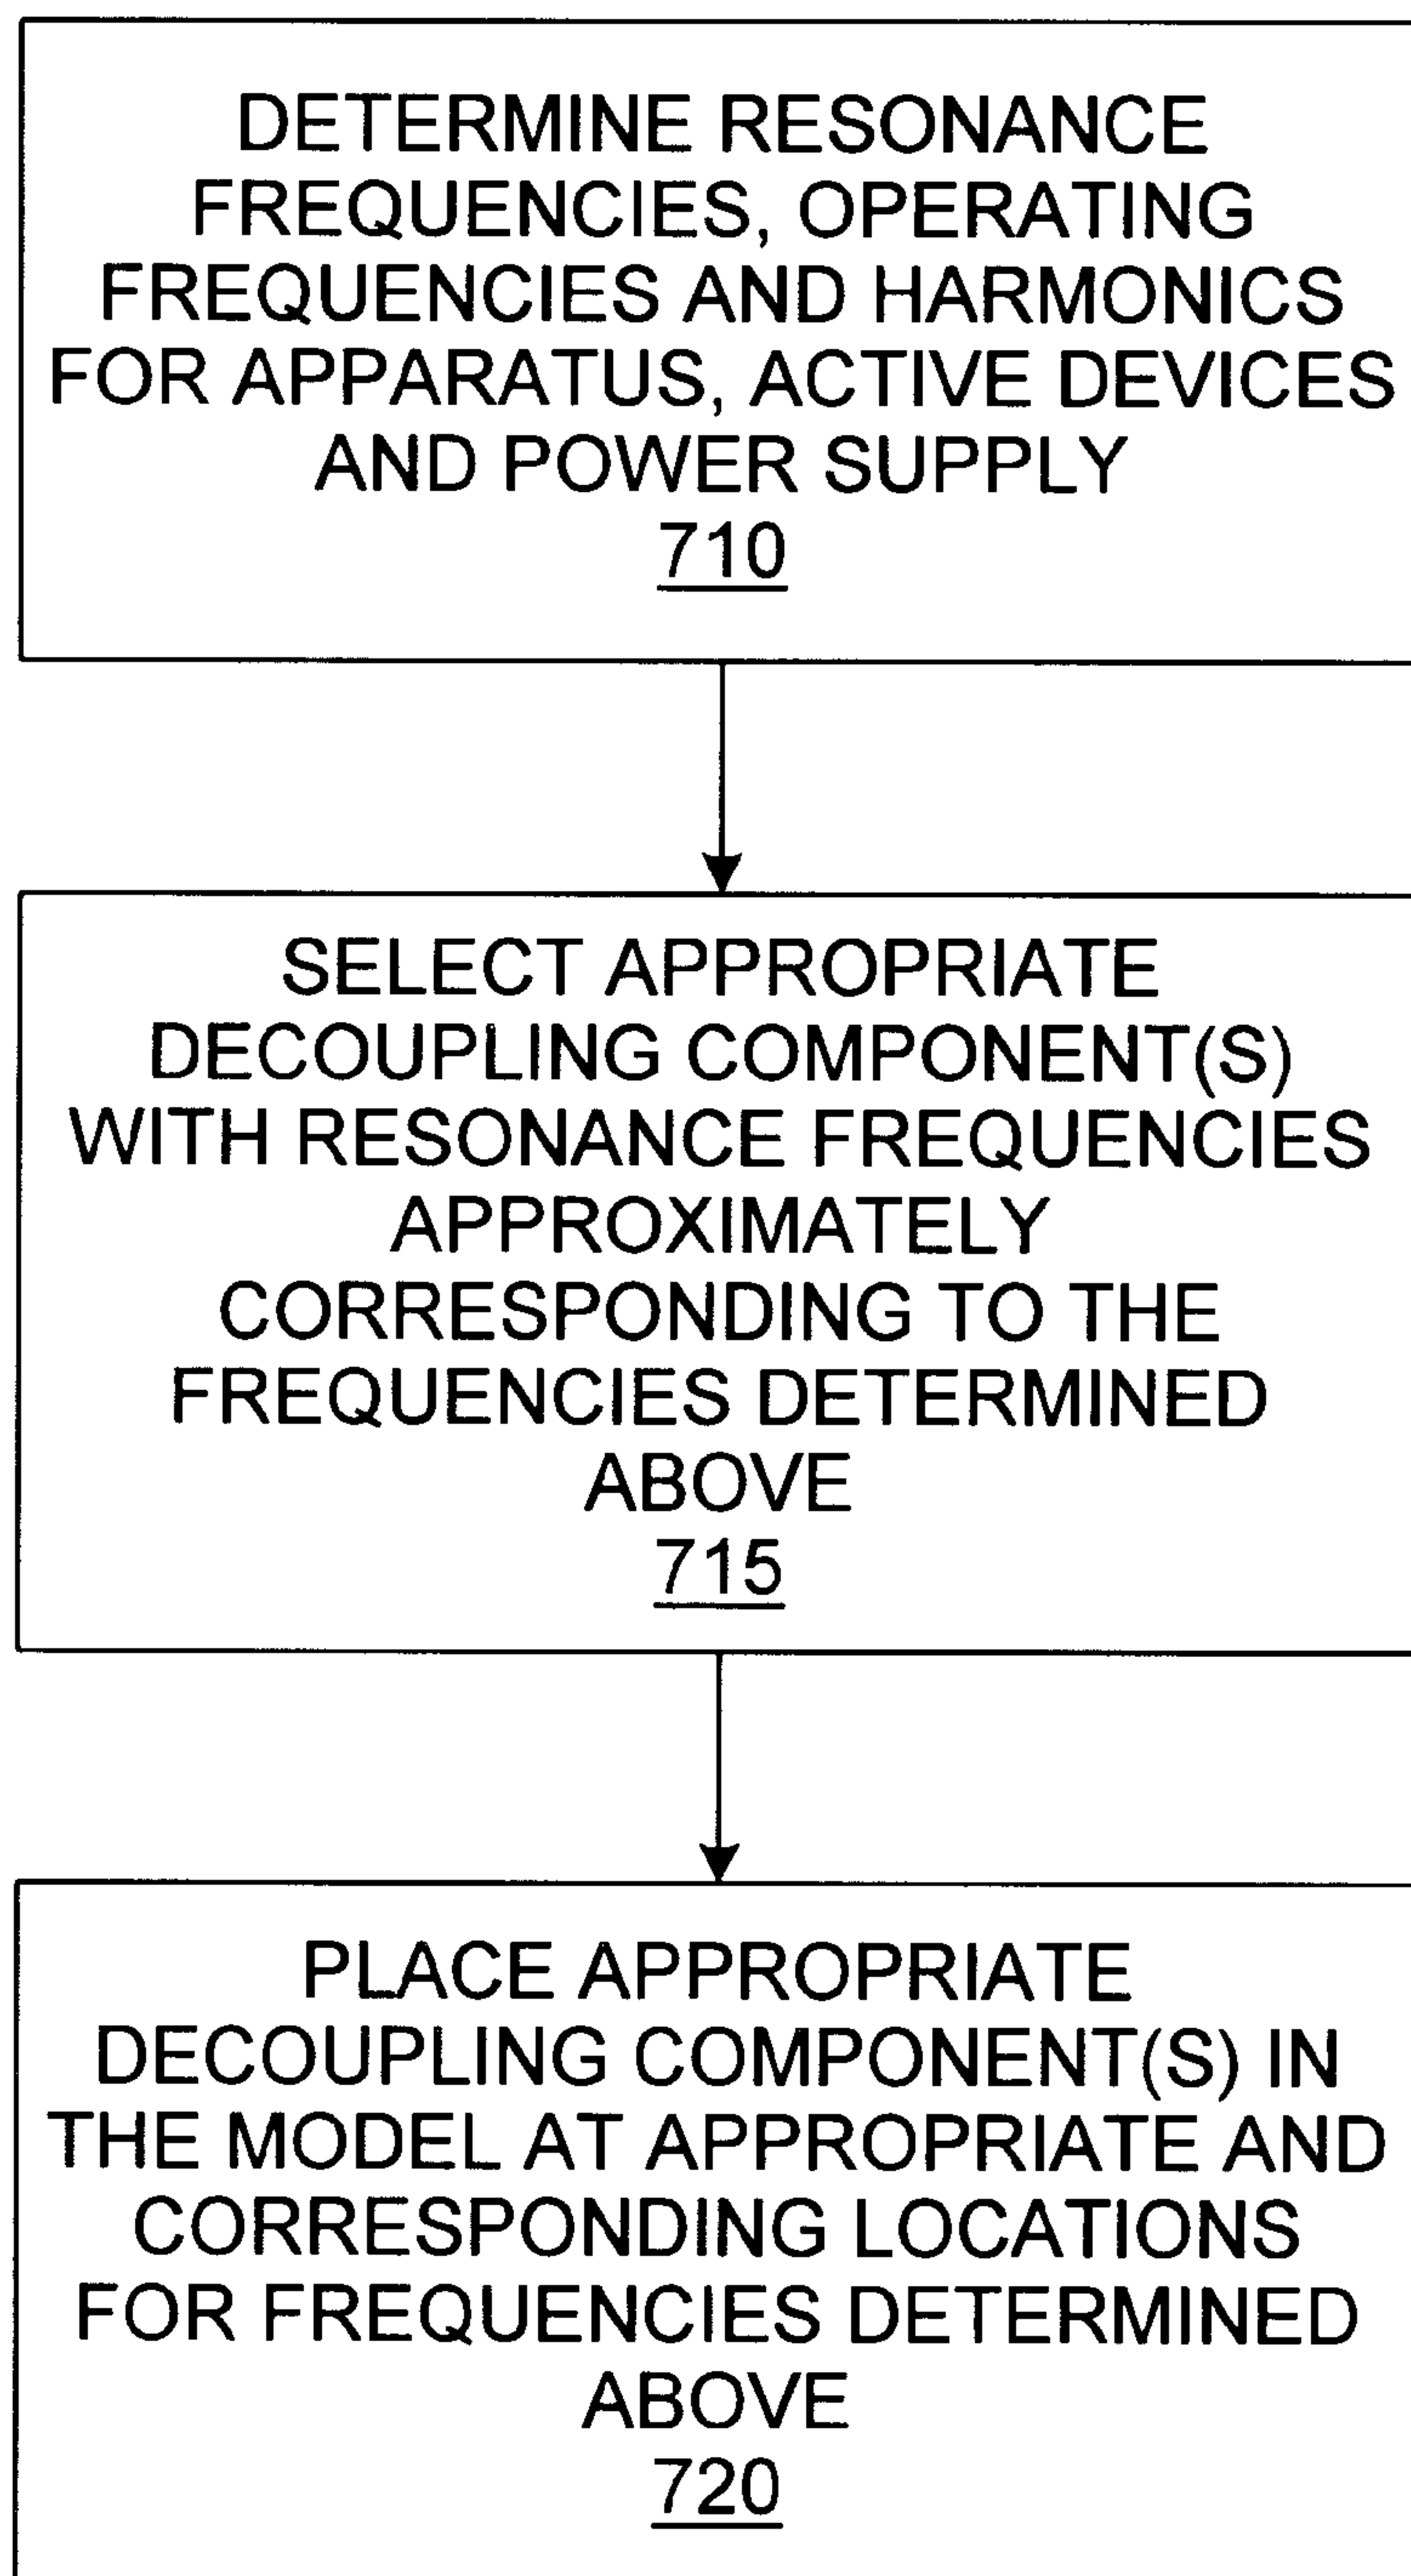 DETERMINE RESONANCE
FREQUENCIES, OPERATING
FREQUENCIES AND HARMONICS
FOR APPARATUS, ACTIVE DEVICES
AND POWER SUPPLY
710
SELECT APPROPRIATE
DECOUPLING COMPONENT(S)
WITH RESONANCE FREQUENCIES
APPROXIMATELY
CORRESPONDING TO THE
FREQUENCIES DETERMINED
ABOVE
715
PLACE APPROPRIATE
DECOUPLING COMPONENT(S) IN
THE MODEL AT APPROPRIATE AND
CORRESPONDING LOCATIONS
FOR FREQUENCIES DETERMINED
ABOVE
720